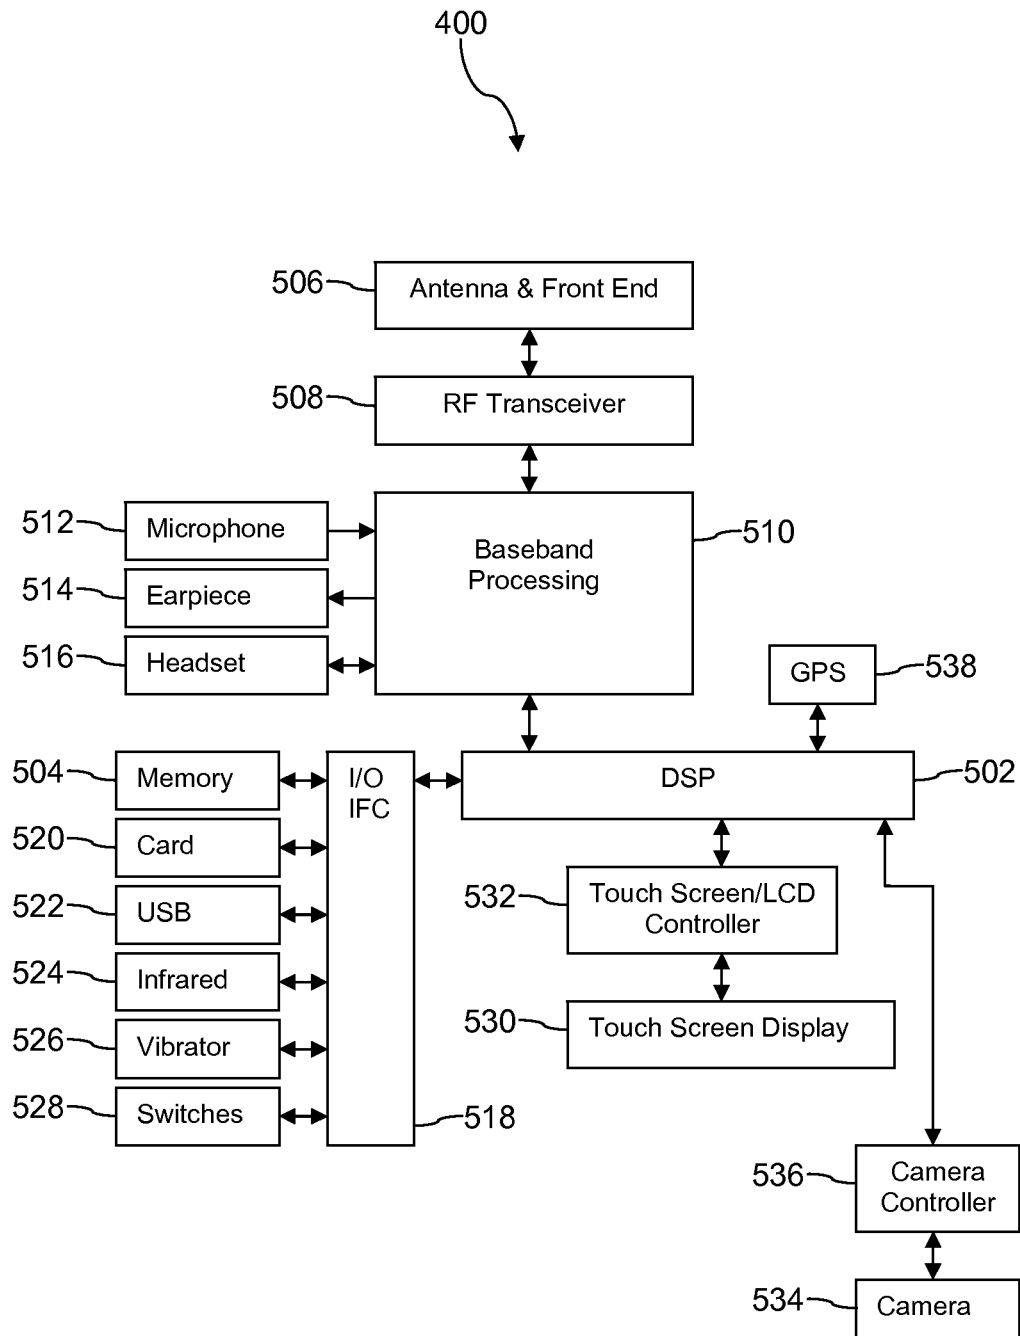 400
506
Antenna & Front End
508
RF Transceiver
512
Microphone
Baseband
Processing
510
514
Earpiece
516
Headset
GPS
538
504
Memory
I/O
IFC
DSP
502
520
Card
522
USB
532
Touch Screen/LCD
Controller
524
Infrared
530
Touch Screen Display
526
Vibrator
528
Switches
518
536
Camera
Controller
534
Camera